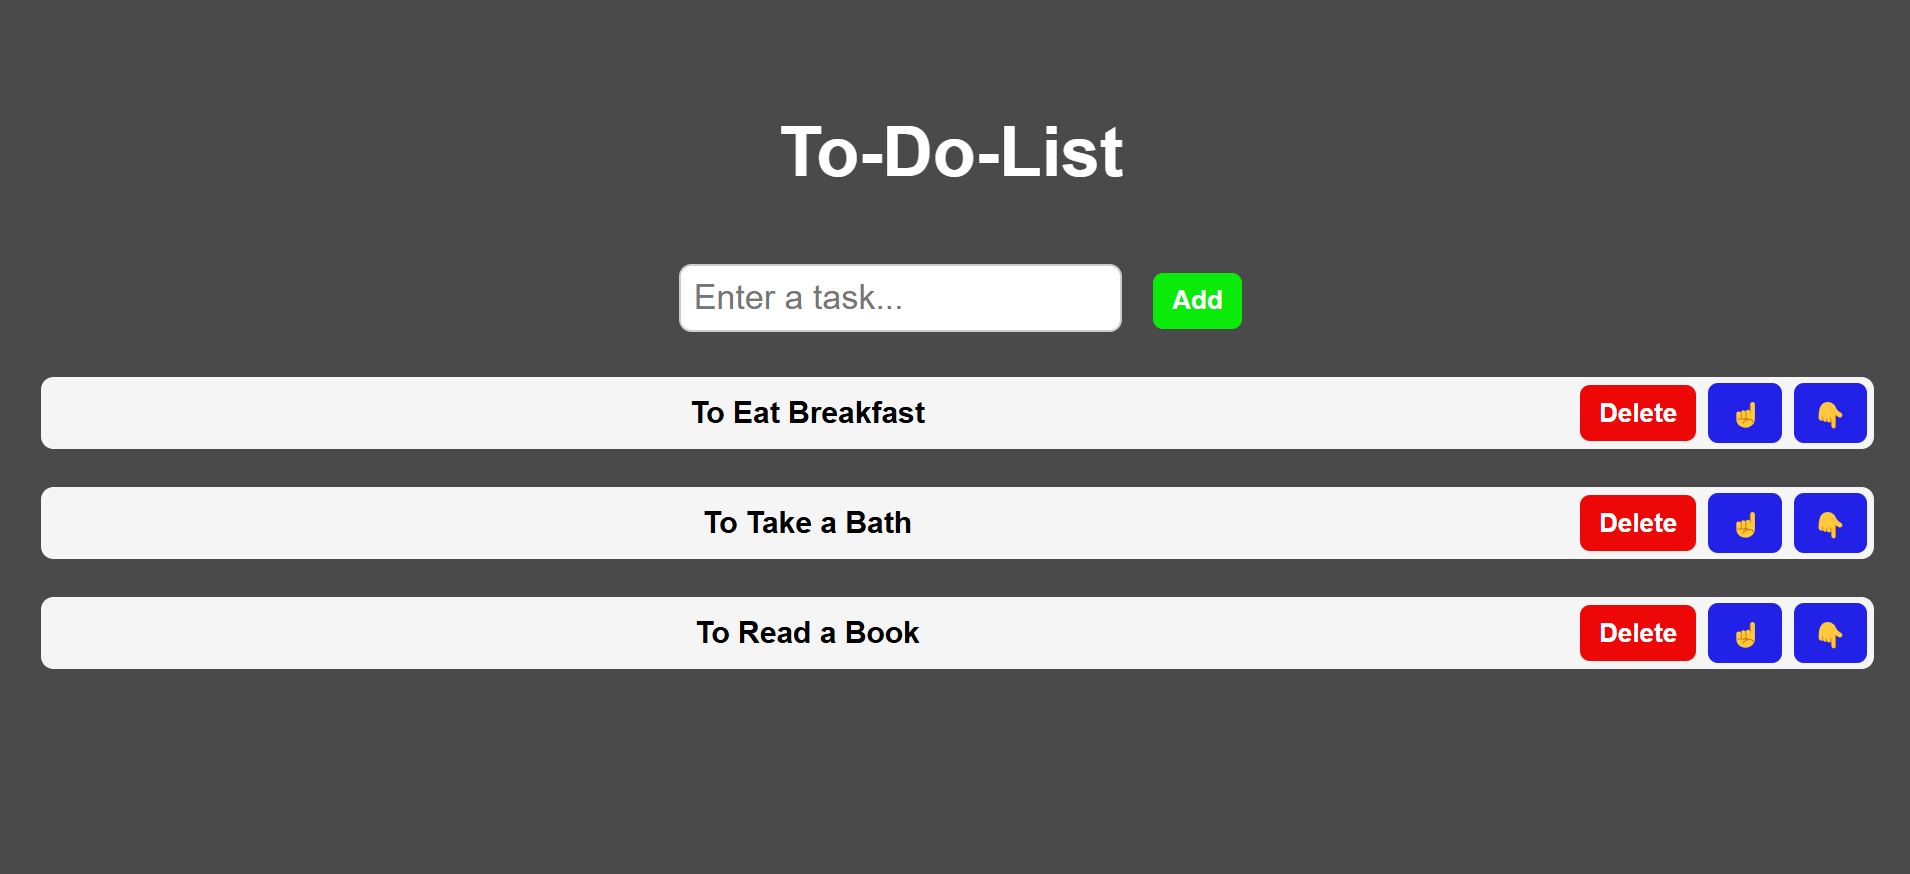 To-Do-List
Enter a task...
Add
To Eat Breakfast Delete ☝ 👇
To Take a Bath Delete ☝ 👇
To Read a Book Delete ☝ 👇